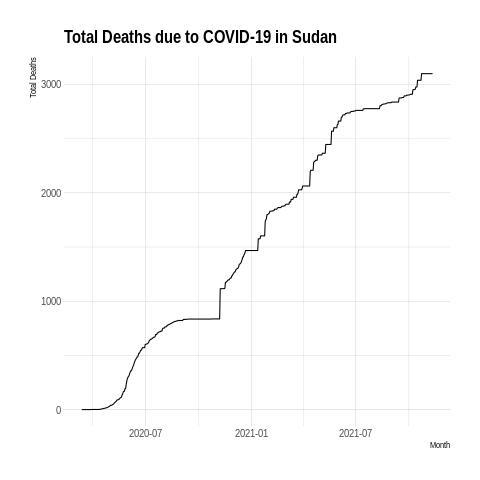 Total Deaths due to COVID-19 in Sudan
Total Deaths
3000
2000
1000
0
2020-07
2021-01
2021-07
Month